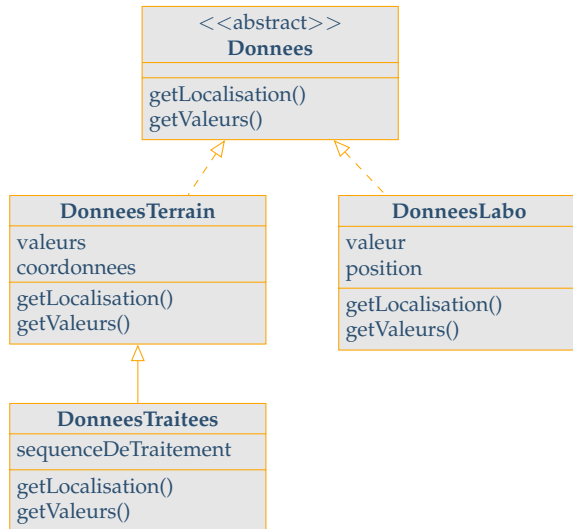 <<abstract>>
Donnees
getLocalisation()
getValeurs()
DonneesTerrain
valeurs
coordonnees
getLocalisation()
getValeurs()
DonneesLabo
valeur
position
getLocalisation()
getValeurs()
DonneesTraitees
sequenceDeTraitement
getLocalisation()
getValeurs()